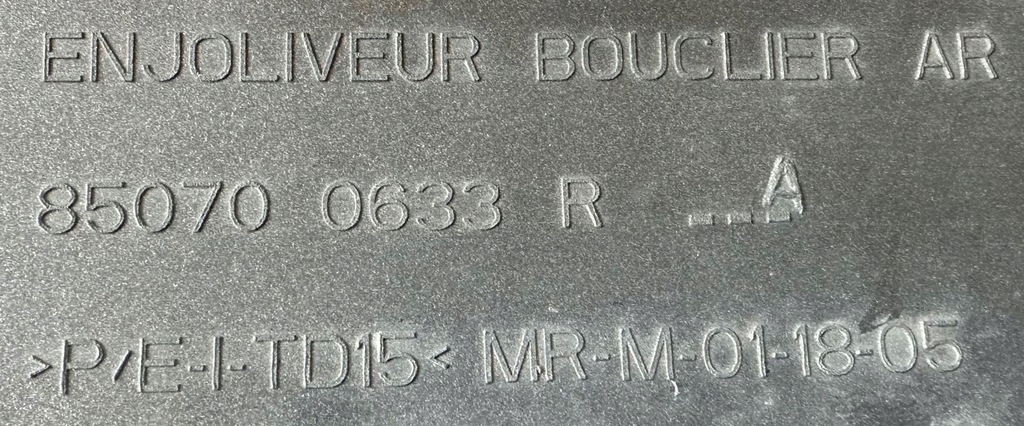 ENJOLIVEUR BOUCLIER AR
85070 0633 R ---A
>P/E-I-TD15< MR-M-01-18-05